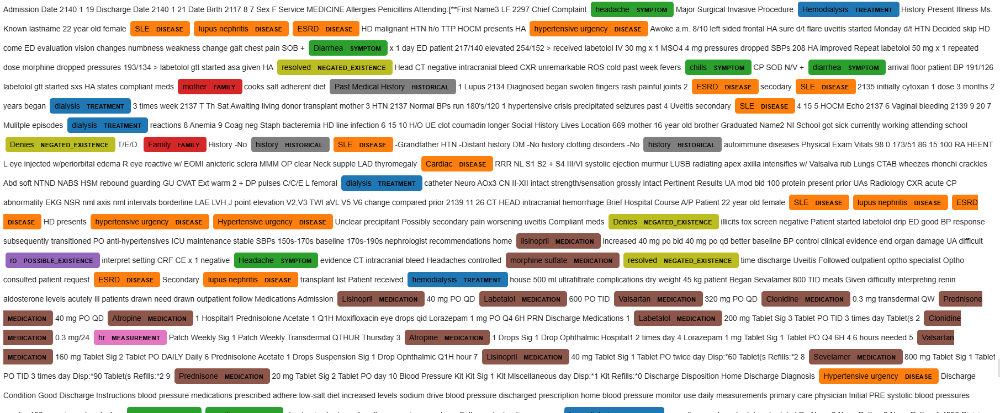 Admission Date 2140 1 19 Discharge Date 2140 1 21 Date Birth 2117 8 7 Sex F Service MEDICINE Allergies Penicillins Attending:[**First Name3 LF 2297 Chief Complaint headache SYMPTOM Major Surgical Invasive Procedure Hemodialysis TREATMENT History Present Illness Ms.
Known lastname 22 year old female SLE DISEASE lupus nephritis DISEASE ESRD DISEASE HD malignant HTN h/o TTP HOCM presents HA hypertensive urgency DISEASE Awoke a.m. 8/10 left sided frontal HA sure d/t flare uveitis started Monday d/t HTN Decided skip HD
come ED evaluation vision changes numbness weakness change gait chest pain SOB + Diarrhea SYMPTOM x 1 day ED patient 217/140 elevated 254/152 > received labetolol IV 30 mg x 1 MSO4 4 mg pressures dropped SBPs 208 HA improved Repeat labetolol 50 mg x 1 repeated
dose morphine dropped pressures 193/134 > labetolol gtt started asa given HA resolved NEGATED_EXISTENCE Head CT negative intracranial bleed CXR unremarkable ROS cold past week fevers chills SYMPTOM CP SOB N/V + diarrhea SYMPTOM arrival floor patient BP 191/126
labetolol gtt started sxs HA states compliant meds mother FAMILY cooks salt adherent diet Past Medical History HISTORICAL 1 Lupus 2134 Diagnosed began swolen fingers rash painful joints 2 ESRD DISEASE secodary SLE DISEASE 2135 initially cytoxan 1 dose 3 months 2
years began dialysis TREATMENT 3 times week 2137 T Th Sat Awaiting living donor transplant mother 3 HTN 2137 Normal BPs run 180's/120 1 hypertensive crisis precipitated seizures past 4 Uveitis secondary SLE DISEASE 4 15 5 HOCM Echo 2137 6 Vaginal bleeding 2139 9 20 7
Mulitple episodes dialysis TREATMENT reactions 8 Anemia 9 Coag neg Staph bacteremia HD line infection 6 15 10 H/O UE clot coumadin longer Social History Lives Location 669 mother 16 year old brother Graduated Name2 NI School got sick currently working attending school
Denies NEGATED_EXISTENCE T/E/D. Family FAMILY History -No history HISTORICAL SLE DISEASE -Grandfather HTN -Distant history DM -No history clotting disorders -No history HISTORICAL autoimmune diseases Physical Exam Vitals 98.0 173/51 86 15 100 RA HEENT
L eye injected w/periorbital edema R eye reactive w/ EOMI anicteric sclera MMM OP clear Neck supple LAD thyromegaly Cardiac DISEASE RRR NL S1 S2 + S4 III/VI systolic ejection murmur LUSB radiating apex axilla intensifies w/ Valsalva rub Lungs CTAB wheezes rhonchi crackles
Abd soft NTND NABS HSM rebound guarding GU CVAT Ext warm 2 + DP pulses C/C/E L femoral dialysis TREATMENT catheter Neuro AOx3 CN II-XII intact strength/sensation grossly intact Pertinent Results UA mod bld 100 protein present prior UAs Radiology CXR acute CP
abnormality EKG NSR nml axis nml intervals borderline LAE LVH J point elevation V2,V3 TWI aVL V5 V6 change compared prior 2139 11 26 CT HEAD intracranial hemorrhage Brief Hospital Course A/P Patient 22 year old female SLE DISEASE lupus nephritis DISEASE ESRD
DISEASE HD presents hypertensive urgency DISEASE Hypertensive urgency DISEASE Unclear precipitant Possibly secondary pain worsening uveitis Compliant meds Denies NEGATED_EXISTENCE illicits tox screen negative Patient started labetolol drip ED good BP response
subsequently transitioned PO anti-hypertensives ICU maintenance stable SBPs 150s-170s baseline 170s-190s nephrologist recommendations home lisinopril MEDICATION increased 40 mg po bid 40 mg po qd better baseline BP control clinical evidence end organ damage UA difficult
ro POSSIBLE_EXISTENCE interpret setting CRF CE x 1 negative Headache SYMPTOM evidence CT intracranial bleed Headaches controlled morphine sulfate MEDICATION resolved NEGATED_EXISTENCE time discharge Uveitis Followed outpatient optho specialist Optho
consulted patient request ESRD DISEASE Secondary lupus nephritis DISEASE transplant list Patient received hemodialysis TREATMENT house 500 ml ultrafiltrate complications dry weight 45 kg patient Began Sevalamer 800 TID meals Given difficulty interpreting renin
aldosterone levels acutely ill patients drawn need drawn outpatient follow Medications Admission Lisinopril MEDICATION 40 mg PO QD Labetalol MEDICATION 600 PO TID Valsartan MEDICATION 320 mg PO QD Clonidine MEDICATION 0.3 mg transdermal QW Prednisone
MEDICATION 40 mg PO QD Atropine MEDICATION 1 Hospital1 Prednisolone Acetate 1 Q1H Moxifloxacin eye drops qid Lorazepam 1 mg PO Q4 6H PRN Discharge Medications 1 Labetalol MEDICATION 200 mg Tablet Sig 3 Tablet PO TID 3 times day Tablet(s 2 Clonidine
MEDICATION 0.3 mg/24 hr MEASUREMENT Patch Weekly Sig 1 Patch Weekly Transdermal QTHUR Thursday 3 Atropine MEDICATION 1 Drops Sig 1 Drop Ophthalmic Hospital1 2 times day 4 Lorazepam 1 mg Tablet Sig 1 Tablet PO Q4 6H 4 6 hours needed 5 Valsartan
MEDICATION 160 mg Tablet Sig 2 Tablet PO DAILY Daily 6 Prednisolone Acetate 1 Drops Suspension Sig 1 Drop Ophthalmic Q1H hour 7 Lisinopril MEDICATION 40 mg Tablet Sig 1 Tablet PO twice day Disp:*60 Tablet(s Refills:*2 8 Sevelamer MEDICATION 800 mg Tablet Sig 1 Tablet
PO TID 3 times day Disp:*90 Tablet(s Refills:*2 9 Prednisone MEDICATION 20 mg Tablet Sig 2 Tablet PO day 10 Blood Pressure Kit Kit Sig 1 Kit Miscellaneous day Disp:*1 Kit Refills:*0 Discharge Disposition Home Discharge Diagnosis Hypertensive urgency DISEASE Discharge
Condition Good Discharge Instructions blood pressure medications prescribed adhere low-salt diet increased levels sodium drive blood pressure discharged prescription home blood pressure monitor use daily measurements primary care physician Initial PRE systolic blood pressures